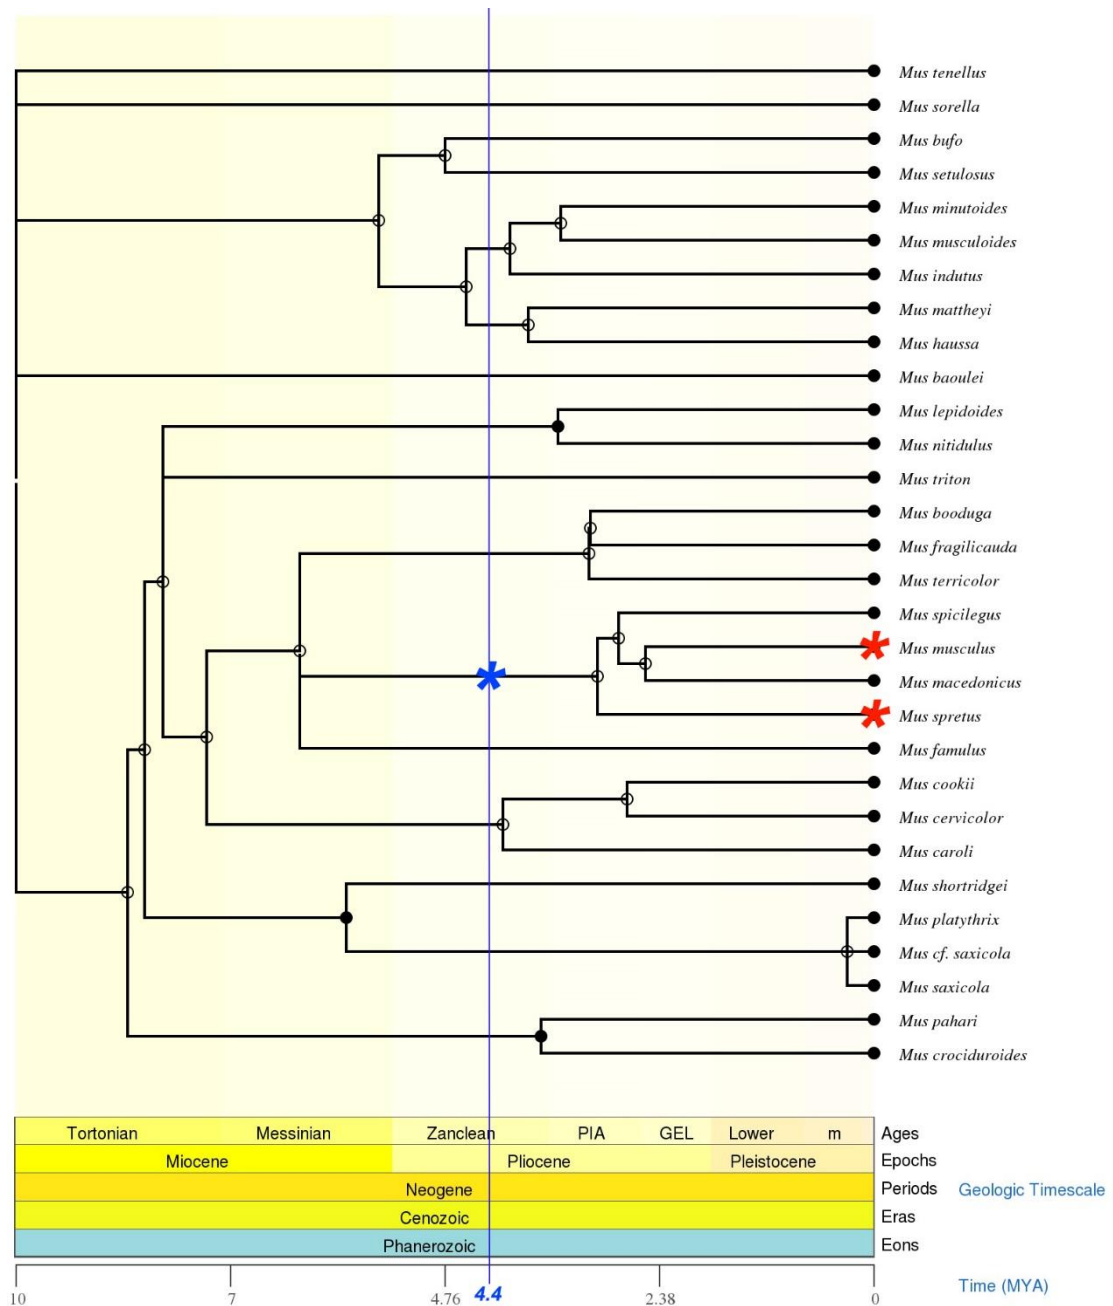 Mus tenellus
Mus sorella
Mus bufo
Mus setulosus
Mus minutoides
Mus musculoides
Mus indutus
Mus mattheyi
Mus haussa
Mus baoulei
Mus lepidoides
Mus nitidulus
Mus triton
Mus booduga
Mus fragilicauda
Mus terricolor
Mus spicilegus
Mus musculus
Mus macedonicus
Mus spretus
Mus famulus
Mus cookii
Mus cervicolor
Mus caroli
Mus shortridgei
Mus platythrix
Mus cf. saxicola
Mus saxicola
Mus pahari
Mus crociduroides
Tortonian Messinian Zanclean PIA GEL Lower m Ages
Miocene Pliocene Pleistocene Epochs
Neogene Periods Geologic Timescale
Cenozoic Eras
Phanerozoic Eons
10 7 4.76 4.4 2.38 0 Time (MYA)